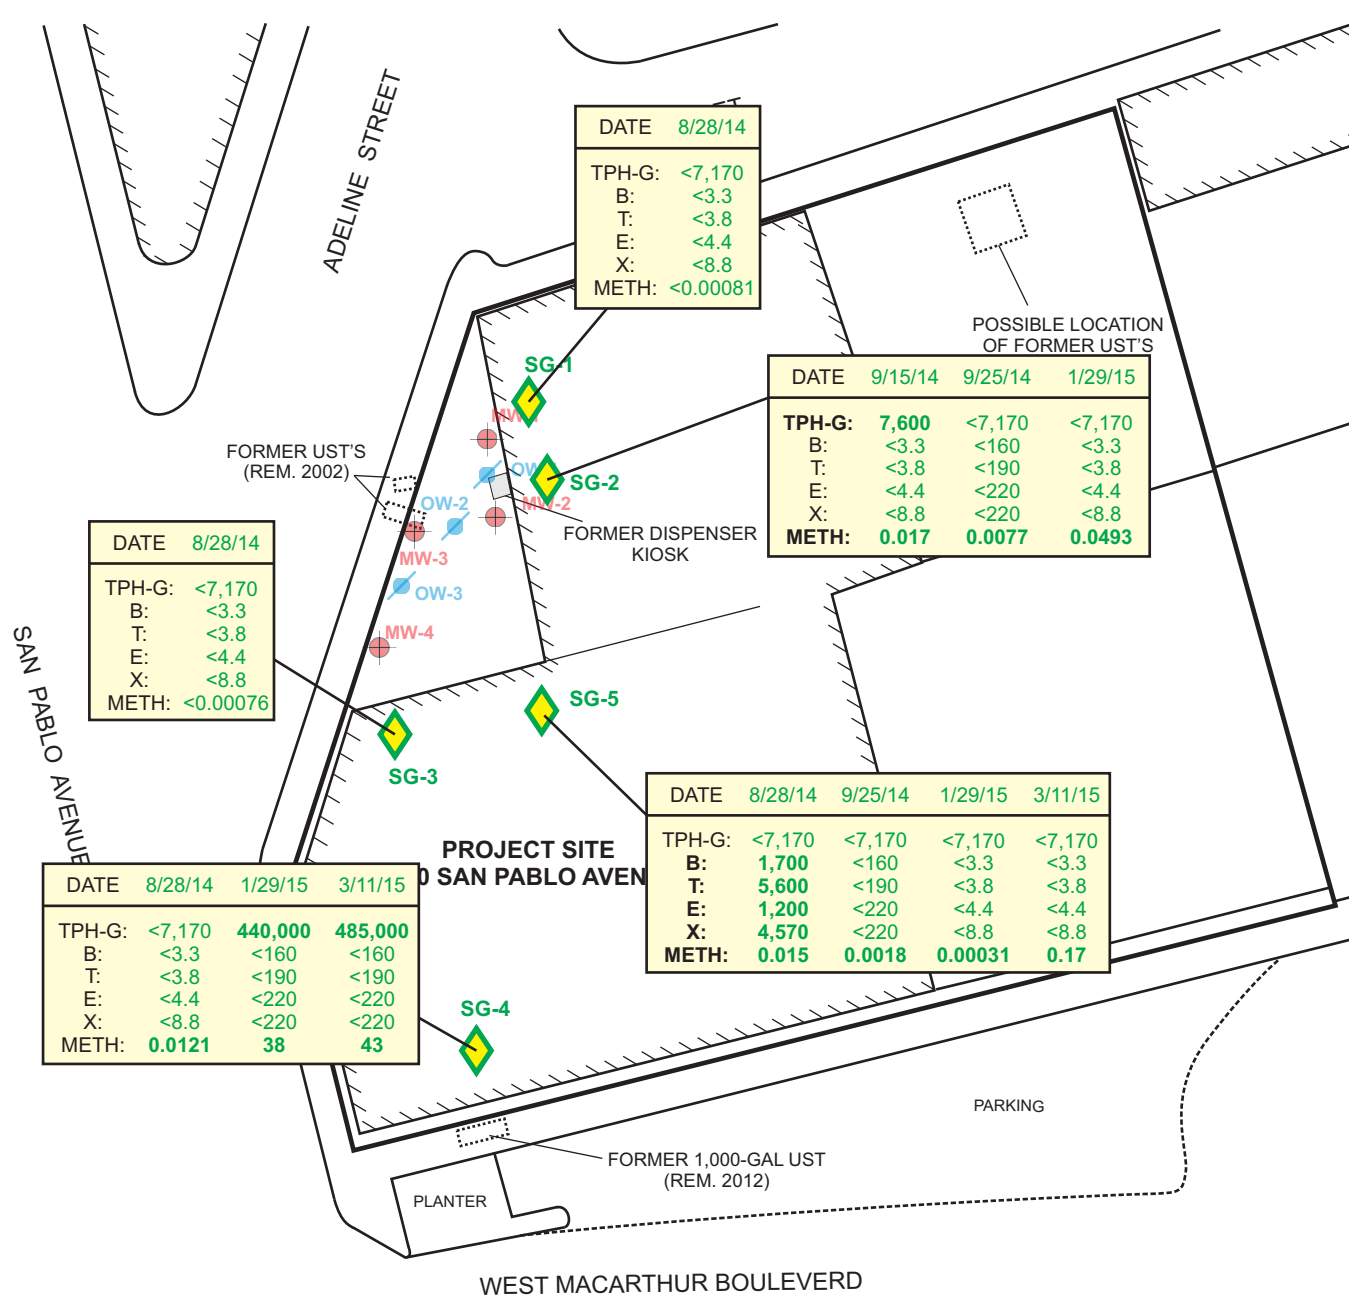 ADELINE STREET
DATE 8/28/14
TPH-G: <7,170
B: <3.3
T: <3.8
E: <4.4
X: <8.8
METH: <0.00081
POSSIBLE LOCATION
OF FORMER UST'S
SG-1
DATE 9/15/14 9/25/14 1/29/15
TPH-G: 7,600 <7,170 <7,170
B: <3.3 <160 <3.3
T: <3.8 <190 <3.8
E: <4.4 <220 <4.4
X: <8.8 <220 <8.8
METH: 0.017 0.0077 0.0493
FORMER UST'S
(REM. 2002)
SG-2
OW-2
MW-2
FORMER DISPENSER
KIOSK
MW-3
OW-3
MW-4
DATE 8/28/14
TPH-G: <7,170
B: <3.3
T: <3.8
E: <4.4
X: <8.8
METH: <0.00076
SAN PABLO AVENUE
SG-5
SG-3
DATE 8/28/14 9/25/14 1/29/15 3/11/15
TPH-G: <7,170 <7,170 <7,170 <7,170
B: 1,700 <160 <3.3 <3.3
T: 5,600 <190 <3.8 <3.8
E: 1,200 <220 <4.4 <4.4
X: 4,570 <220 <8.8 <8.8
METH: 0.015 0.0018 0.00031 0.17
PROJECT SITE
0 SAN PABLO AVEN
DATE 8/28/14 1/29/15 3/11/15
TPH-G: <7,170 440,000 485,000
B: <3.3 <160 <160
T: <3.8 <190 <190
E: <4.4 <220 <220
X: <8.8 <220 <220
METH: 0.0121 38 43
SG-4
PARKING
FORMER 1,000-GAL UST
(REM. 2012)
PLANTER
WEST MACARTHUR BOULEVERD